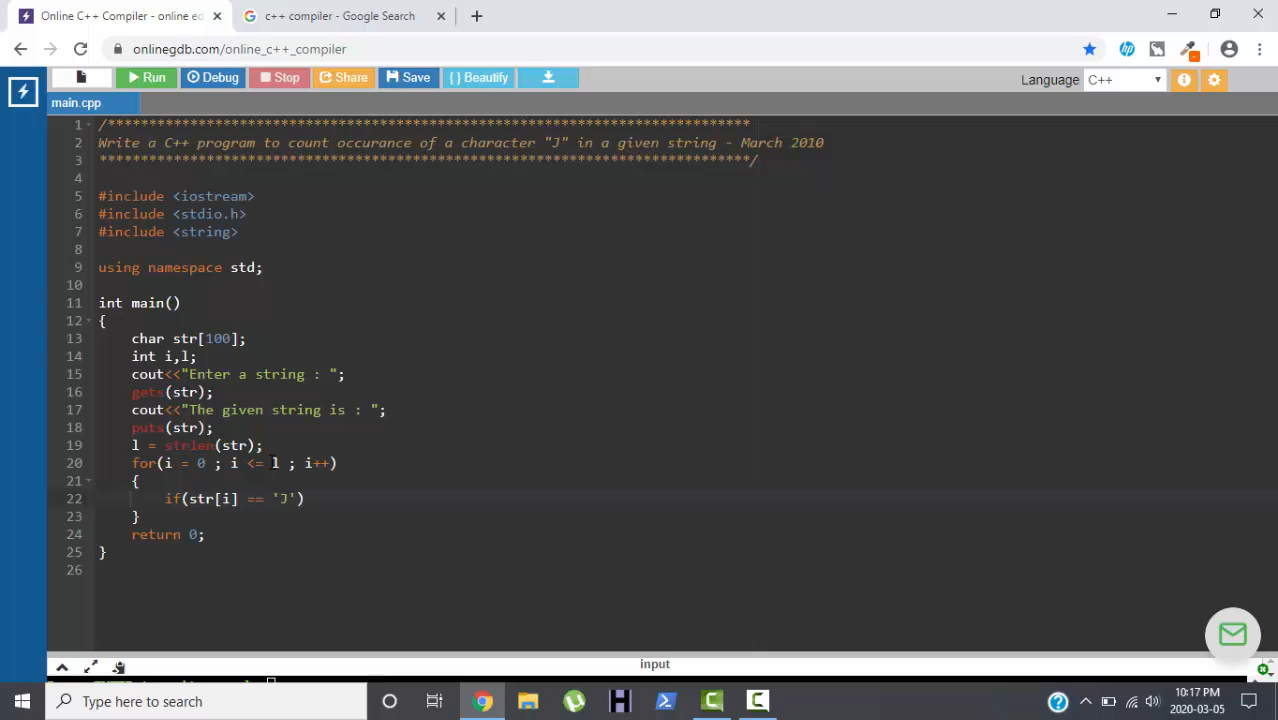 Online C++ Compiler - online ed
c++ compiler - Google Search
onlinegdb.com/online_c++_compiler
Run Debug Stop Share Save { } Beautify Language C++
main.cpp
1 /******************************************************************************
2 Write a C++ program to count occurance of a character "J" in a given string - March 2010
3 *******************************************************************************/
4
5 #include <iostream>
6 #include <stdio.h>
7 #include <string>
8
9 using namespace std;
10
11 int main()
12 {
13 char str[100];
14 int i,l;
15 cout<<"Enter a string : ";
16 gets(str);
17 cout<<"The given string is : ";
18 puts(str);
19 l = strlen(str);
20 for(i = 0 ; i <= l ; i++)
21 {
22 if(str[i] == 'J')
23 }
24 return 0;
25 }
26
input
Type here to search
10:17 PM
2020-03-05